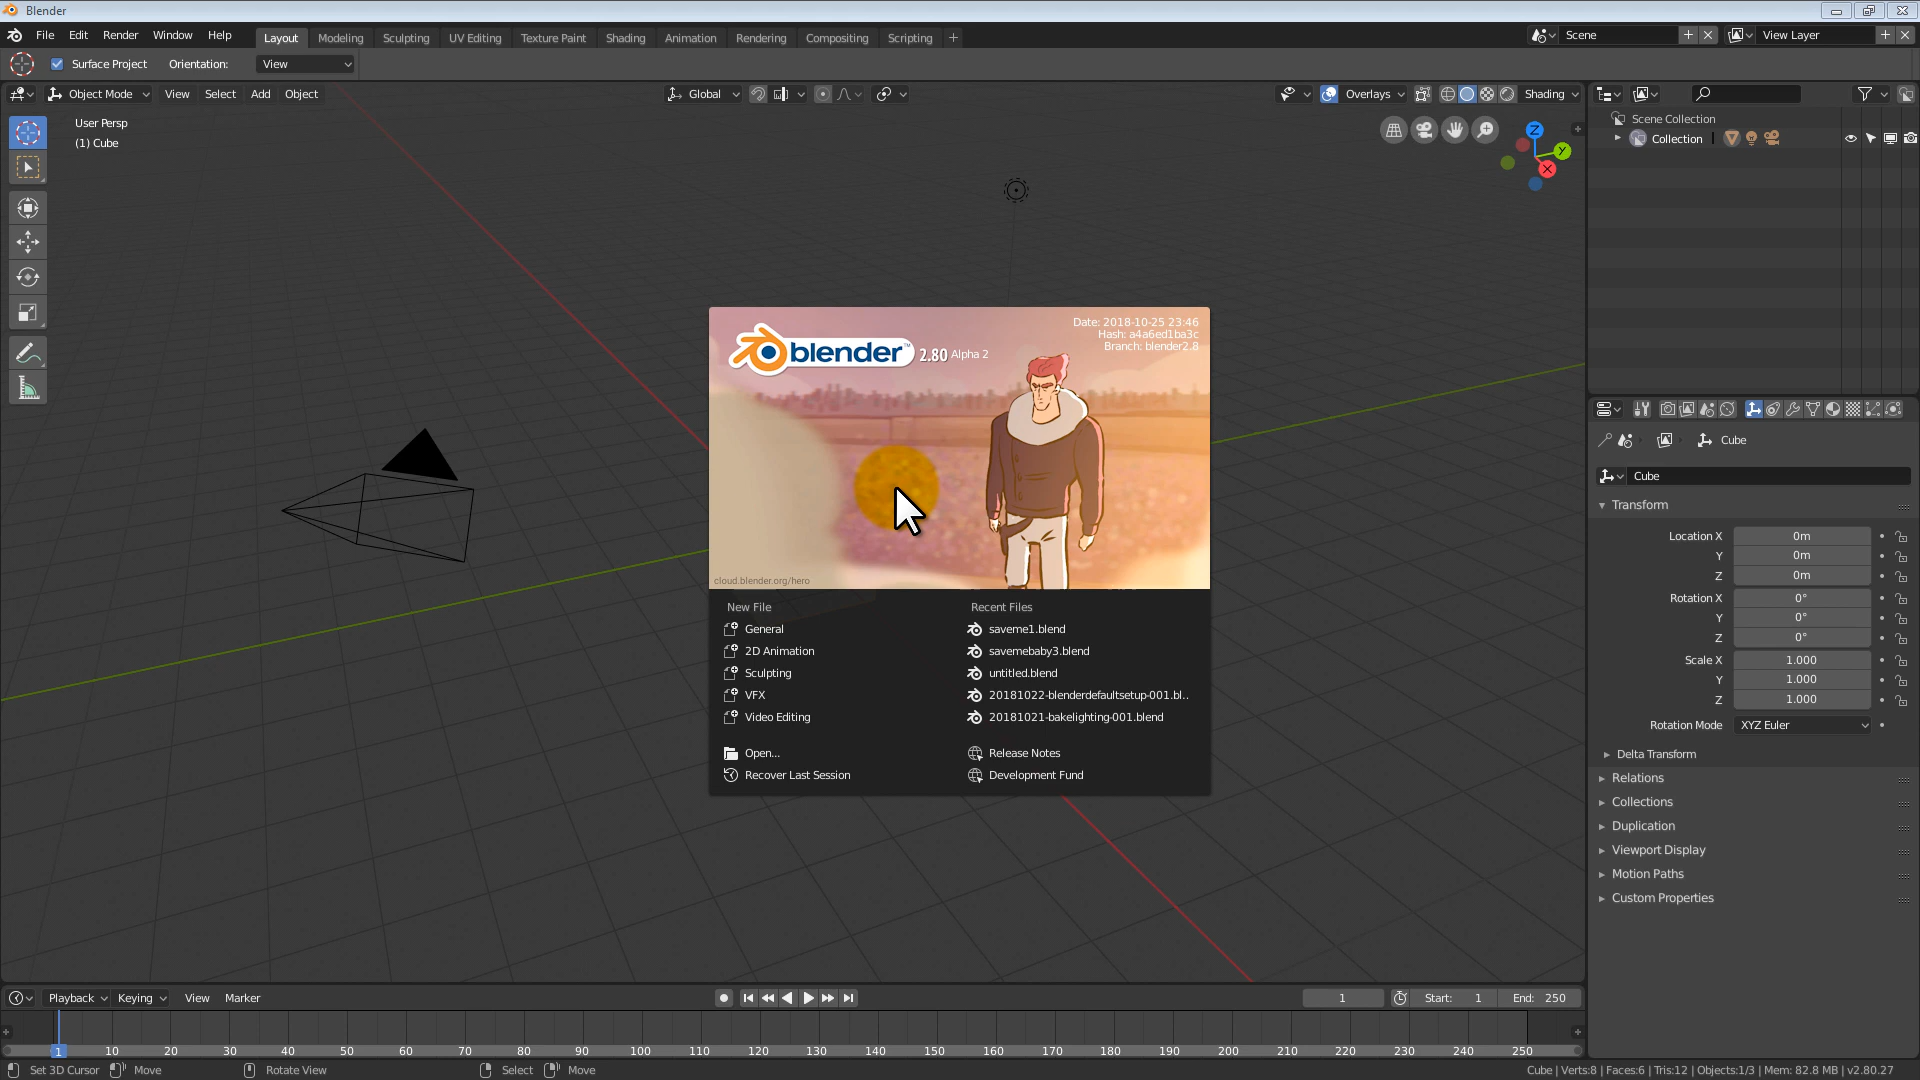 Blender
File Edit Render Window Help Layout Modeling Sculpting UV Editing Texture Paint Shading Animation Rendering Compositing Scripting Scene View Layer
Surface Project Orientation: View
Object Mode View Select Add Object Global Overlays Shading
User Persp
(1) Cube
Z
Y
X
Scene Collection
Collection
Date: 2018-10-25 23:46
Hash: a4a6ed1ba3c
Branch: blender2.8
blender™ 2.80 Alpha 2
cloud.blender.org/hero
New File
General
2D Animation
Sculpting
VFX
Video Editing
Open...
Recover Last Session
Recent Files
saveme1.blend
savemebaby3.blend
untitled.blend
20181022-blenderdefaultsetup-001.bl..
20181021-bakelighting-001.blend
Release Notes
Development Fund
Cube
Cube
Transform
Location X 0m
Y 0m
Z 0m
Rotation X 0°
Y 0°
Z 0°
Scale X 1.000
Y 1.000
Z 1.000
Rotation Mode XYZ Euler
Delta Transform
Relations
Collections
Duplication
Viewport Display
Motion Paths
Custom Properties
Playback Keying View Marker 1 Start: 1 End: 250
1 10 20 30 40 50 60 70 80 90 100 110 120 130 140 150 160 170 180 190 200 210 220 230 240 250
Set 3D Cursor Move Rotate View Select Move Cube | Verts:8 | Faces:6 | Tris:12 | Objects:1/3 | Mem: 82.8 MB | v2.80.27